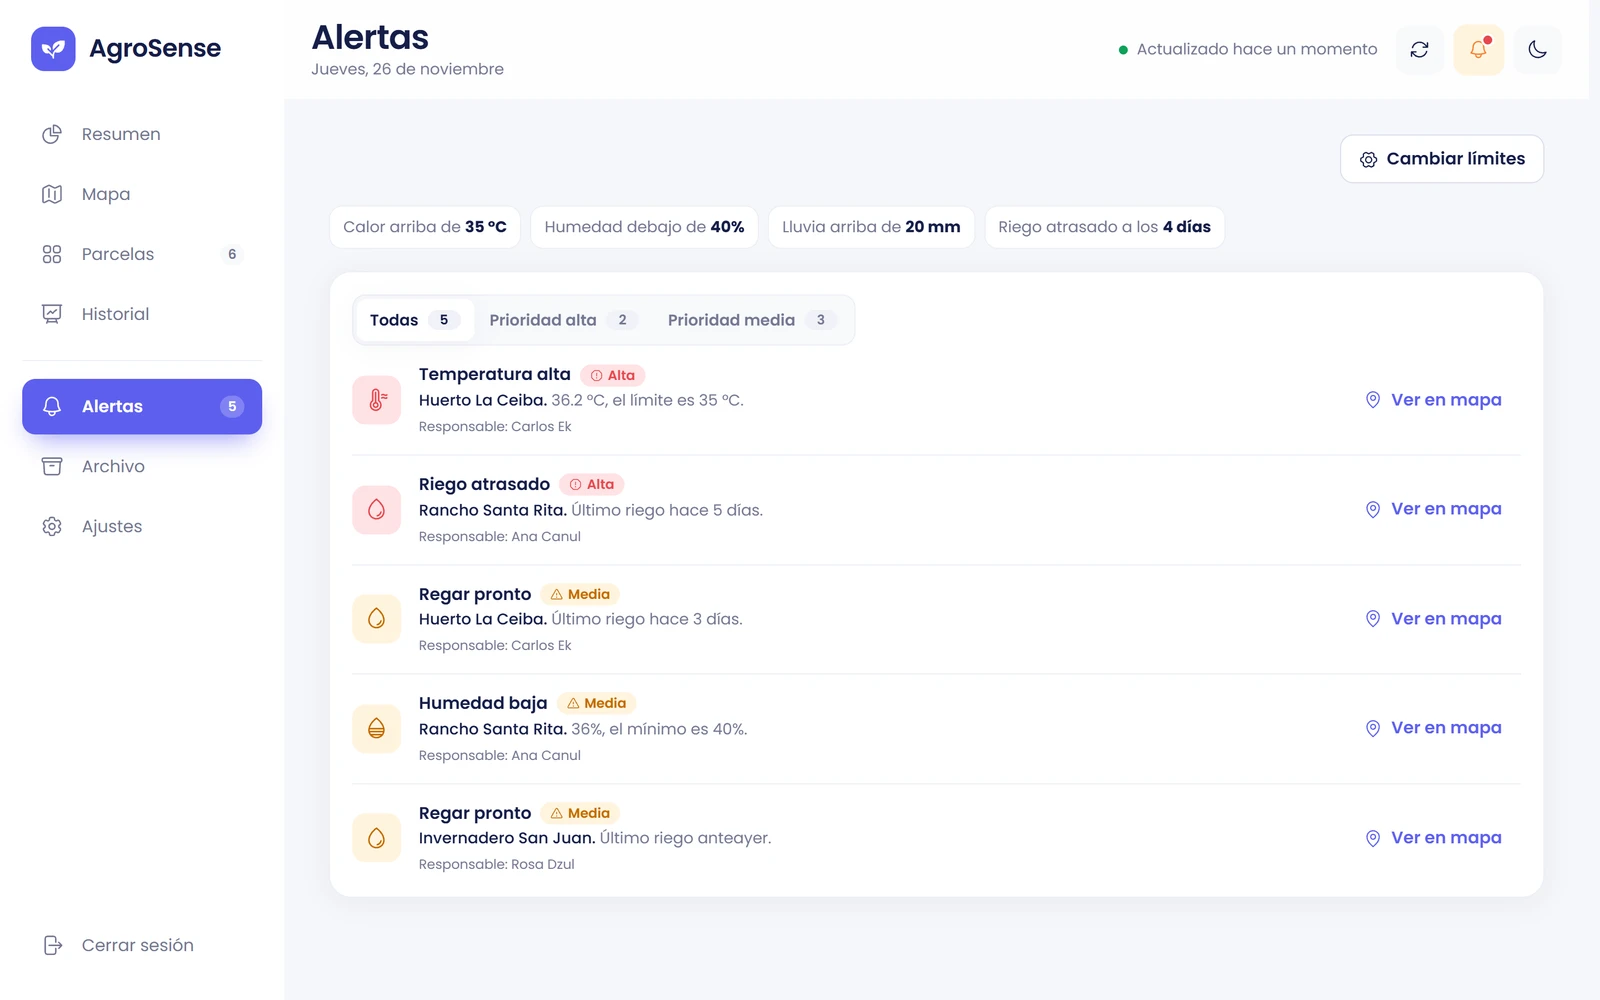 AgroSense
Resumen
Mapa
Parcelas 6
Historial
Alertas 5
Archivo
Ajustes
Cerrar sesión
Alertas
Jueves, 26 de noviembre
Actualizado hace un momento
Cambiar límites
Calor arriba de 35 °C
Humedad debajo de 40%
Lluvia arriba de 20 mm
Riego atrasado a los 4 días
Todas 5
Prioridad alta 2
Prioridad media 3
Temperatura alta Alta
Huerto La Ceiba. 36.2 °C, el límite es 35 °C.
Responsable: Carlos Ek
Ver en mapa
Riego atrasado Alta
Rancho Santa Rita. Último riego hace 5 días.
Responsable: Ana Canul
Ver en mapa
Regar pronto Media
Huerto La Ceiba. Último riego hace 3 días.
Responsable: Carlos Ek
Ver en mapa
Humedad baja Media
Rancho Santa Rita. 36%, el mínimo es 40%.
Responsable: Ana Canul
Ver en mapa
Regar pronto Media
Invernadero San Juan. Último riego anteayer.
Responsable: Rosa Dzul
Ver en mapa